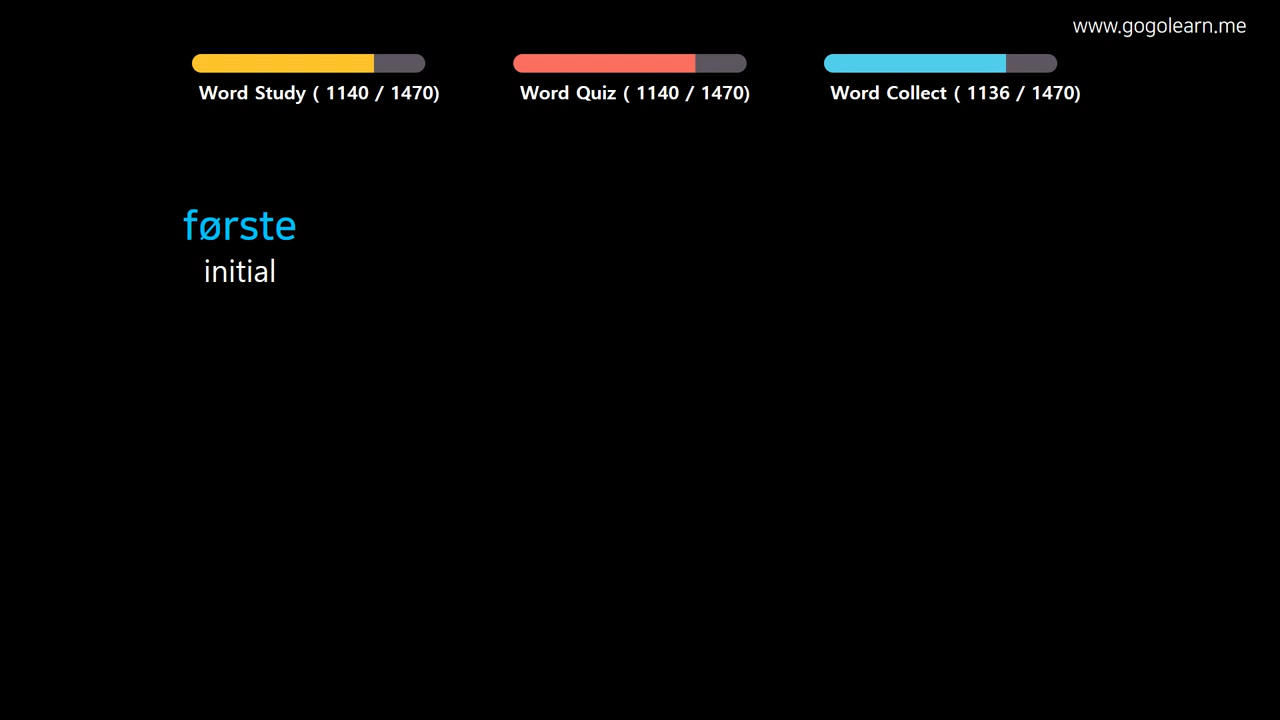 www.gogolearn.me
Word Study ( 1140 / 1470)
Word Quiz ( 1140 / 1470)
Word Collect ( 1136 / 1470)
første
initial